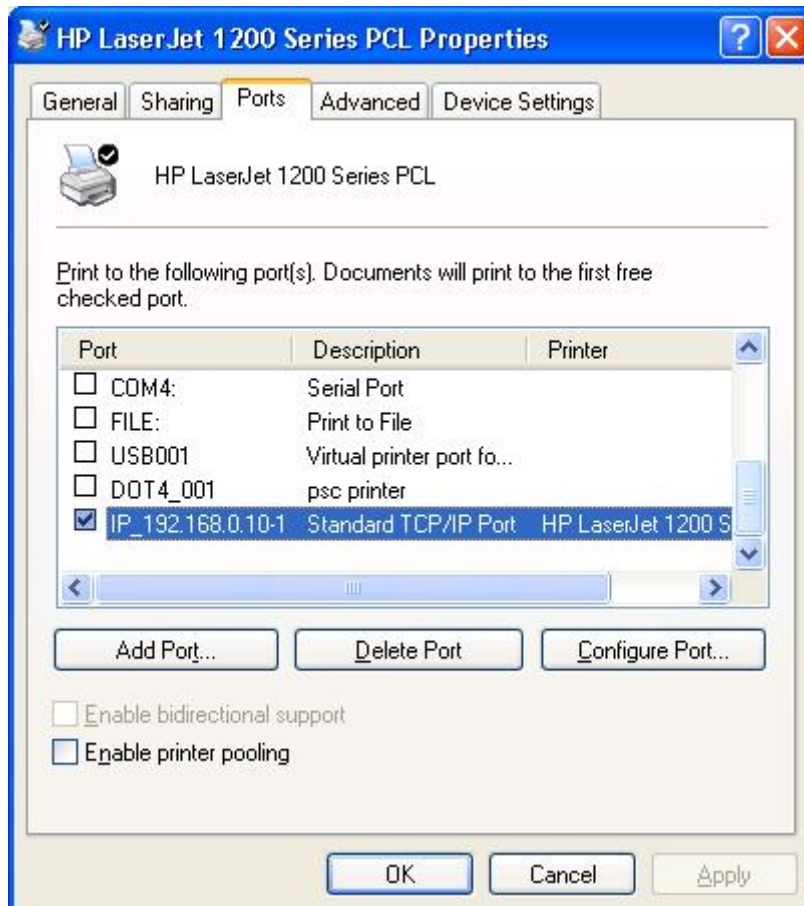 HP LaserJet 1200 Series PCL Properties
General Sharing Ports Advanced Device Settings
HP LaserJet 1200 Series PCL
Print to the following port(s). Documents will print to the first free
checked port.
Port Description Printer
COM4: Serial Port
FILE: Print to File
USB001 Virtual printer port fo...
DOT4_001 psc printer
IP_192.168.0.10-1 Standard TCP/IP Port HP LaserJet 1200 S
Add Port... Delete Port Configure Port...
Enable bidirectional support
Enable printer pooling
OK Cancel Apply